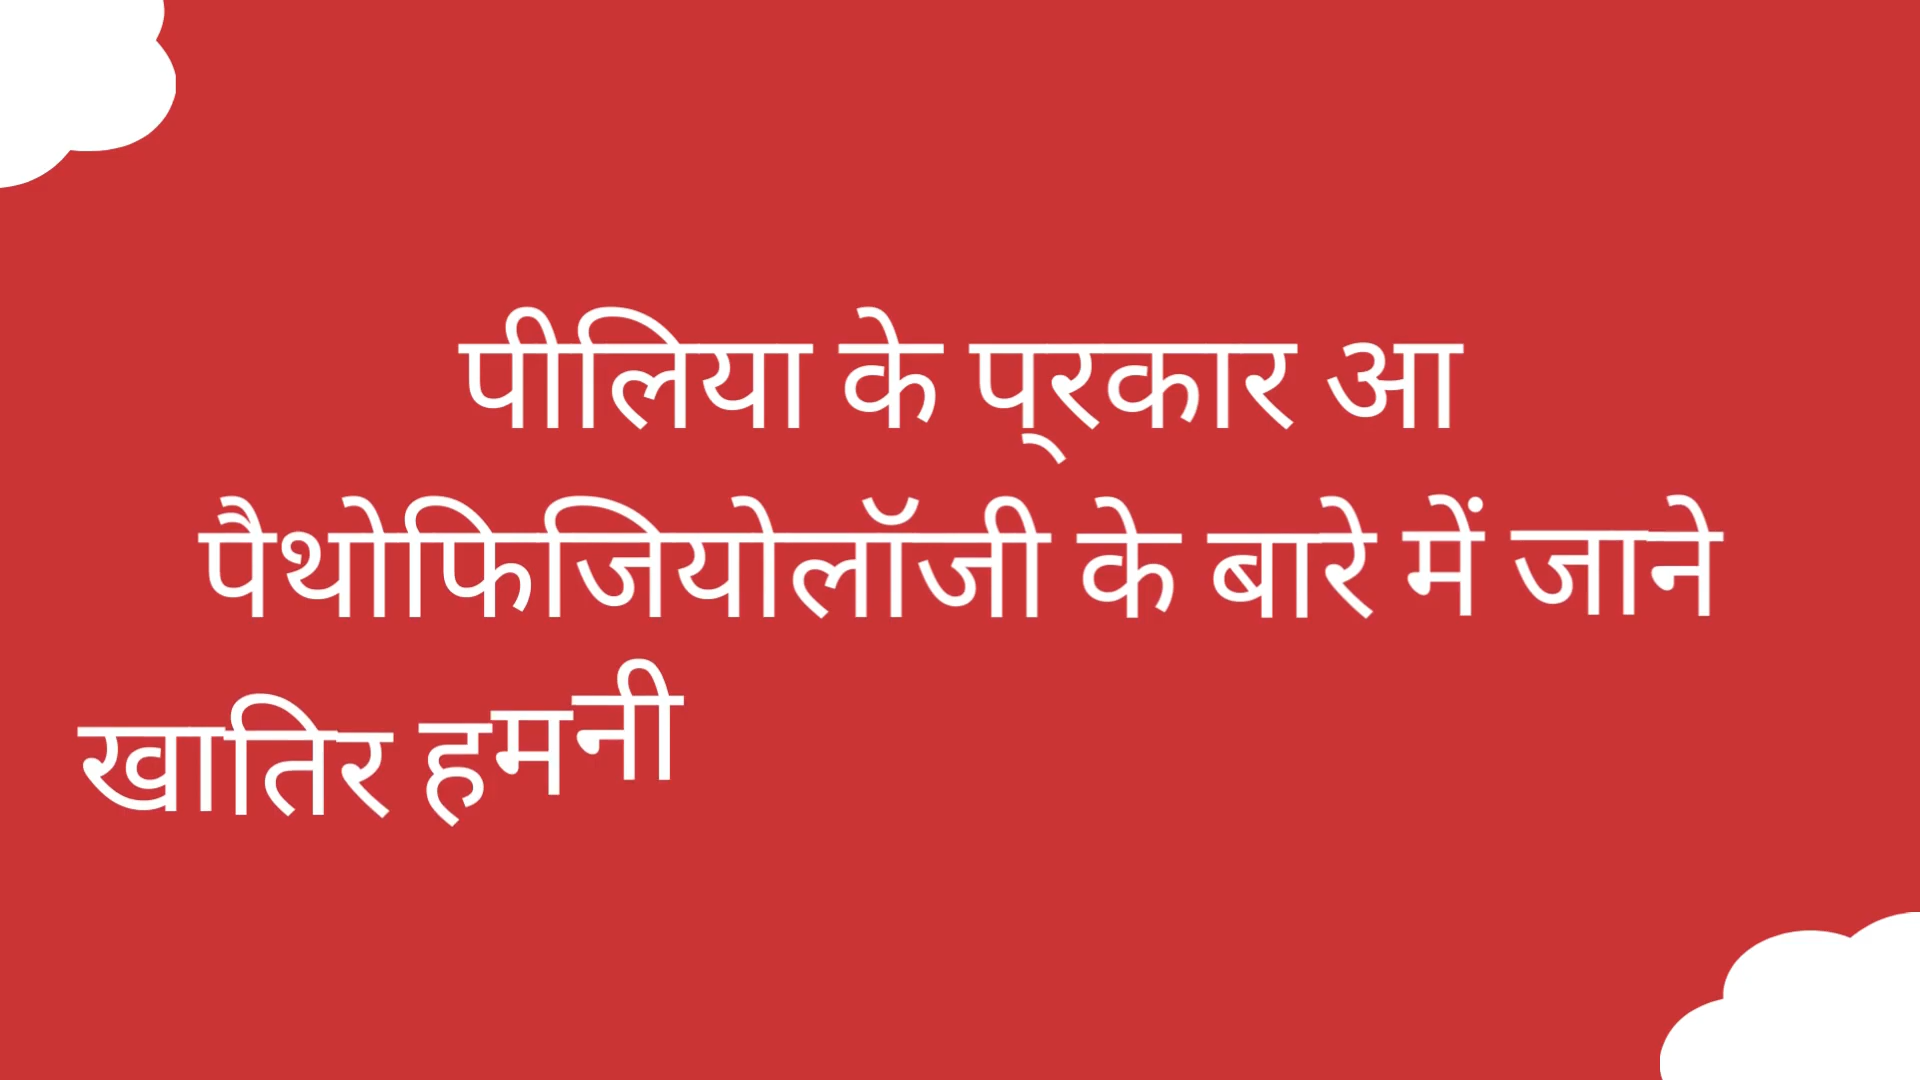 पीलिया के प्रकार आ
पैथोफिजियोलॉजी के बारे में जाने
खातिर हमनी